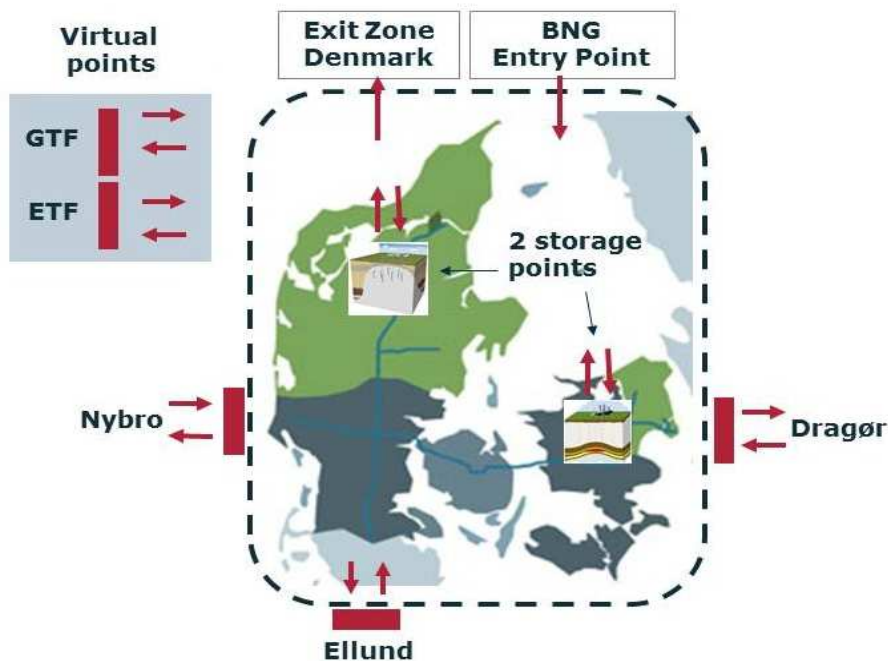 Virtual
points
GTF
ETF
Exit Zone
Denmark
BNG
Entry Point
2 storage
points
Nybro
Dragør
Ellund